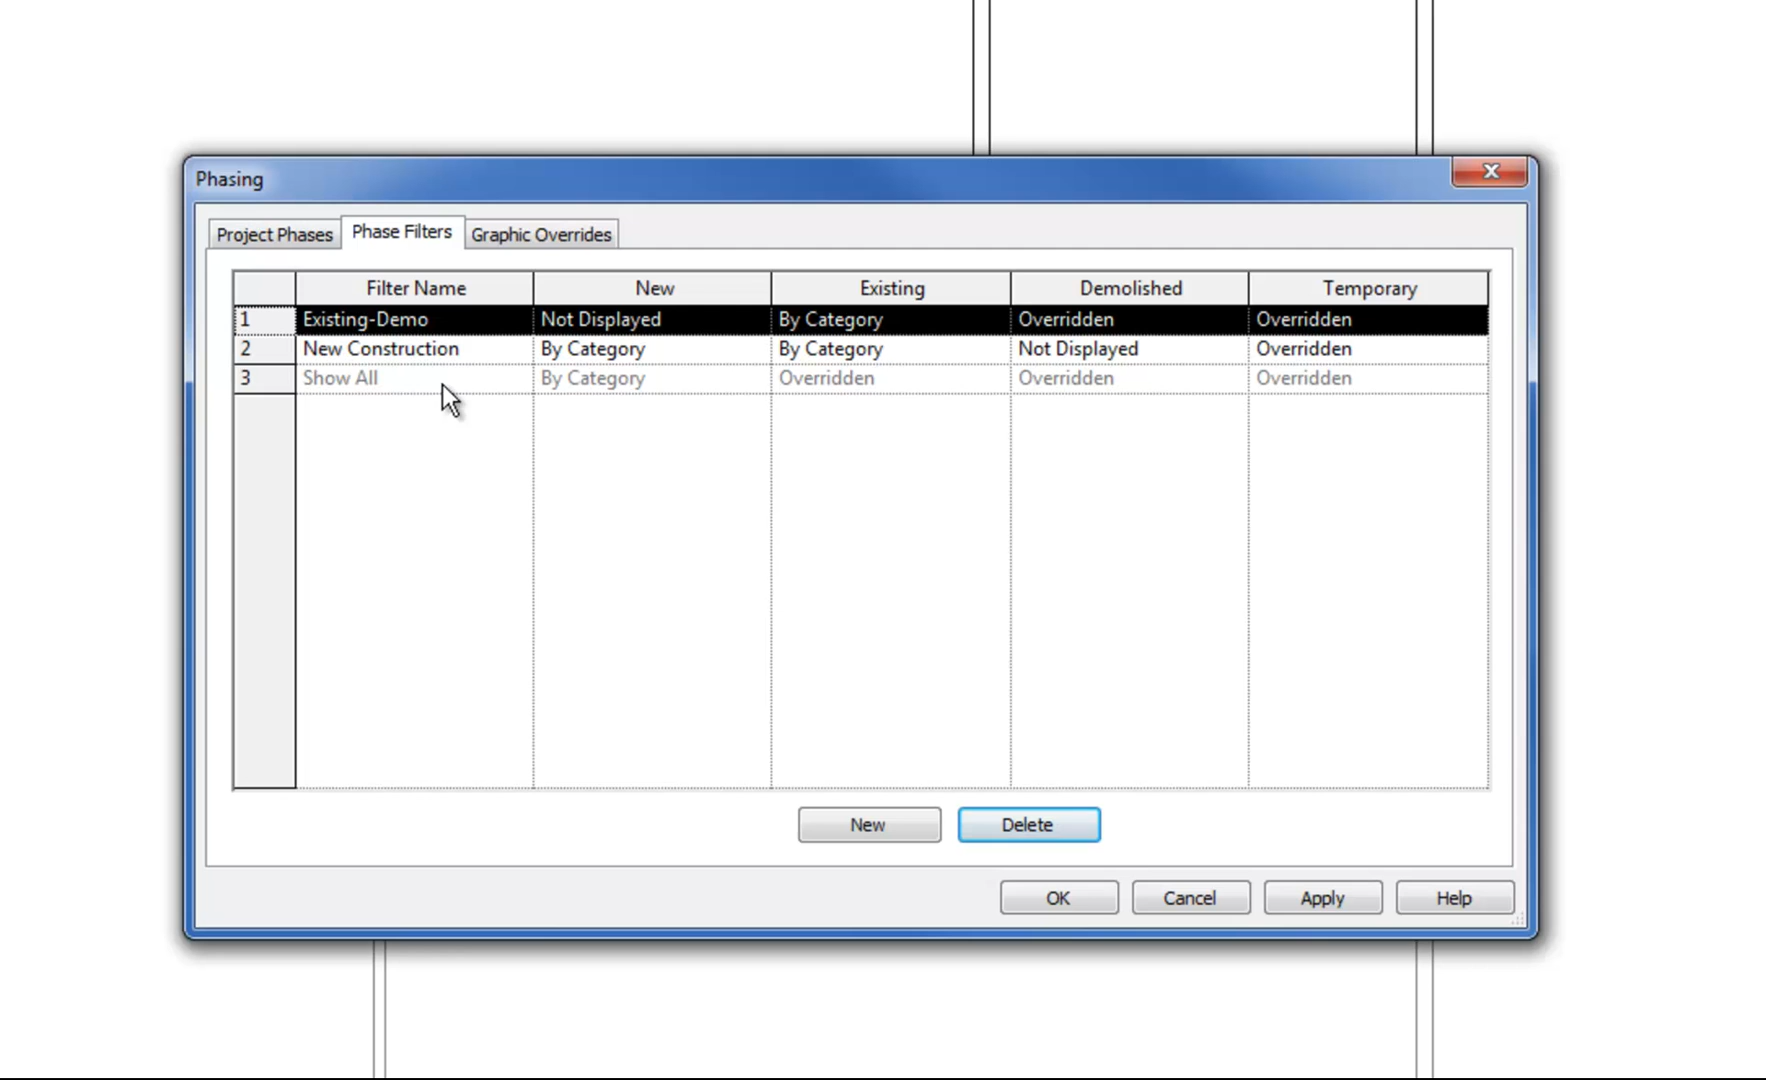 Phasing
Project Phases Phase Filters Graphic Overrides
Filter Name New Existing Demolished Temporary
1 Existing-Demo Not Displayed By Category Overridden Overridden
2 New Construction By Category By Category Not Displayed Overridden
3 Show All By Category Overridden Overridden Overridden
New Delete
OK Cancel Apply Help